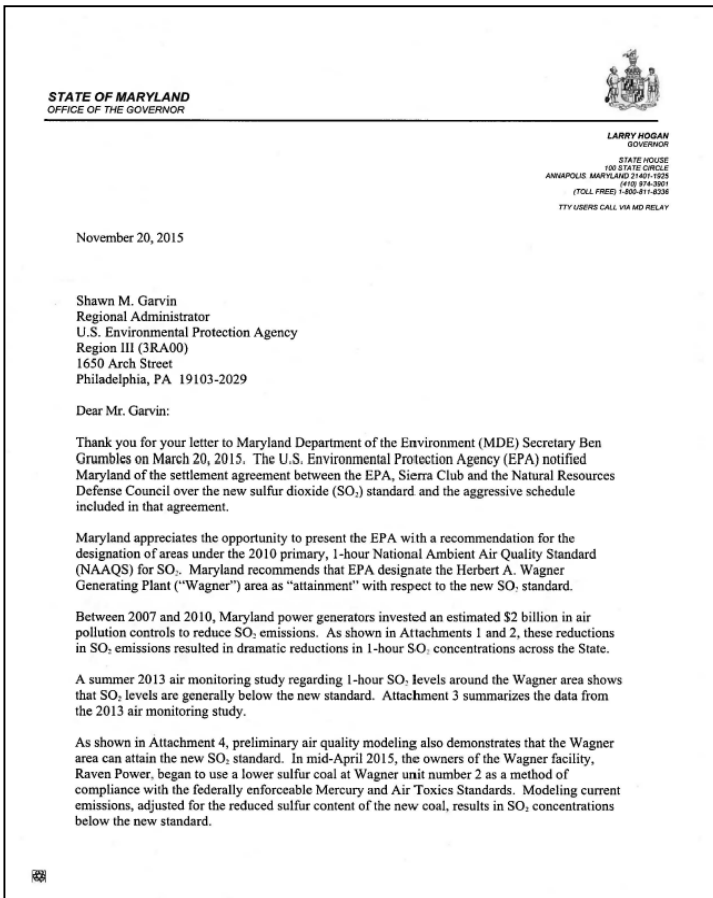 STATE OF MARYLAND
OFFICE OF THE GOVERNOR
LARRY HOGAN
GOVERNOR
STATE HOUSE
100 STATE CIRCLE
ANNAPOLIS, MARYLAND 21401-1925
(410) 974-3901
(TOLL FREE) 1-800-811-8336
TTY USERS CALL VIA MD RELAY
November 20, 2015
Shawn M. Garvin
Regional Administrator
U.S. Environmental Protection Agency
Region III (3RA00)
1650 Arch Street
Philadelphia, PA 19103-2029
Dear Mr. Garvin:
Thank you for your letter to Maryland Department of the Environment (MDE) Secretary Ben
Grumbles on March 20, 2015. The U.S. Environmental Protection Agency (EPA) notified
Maryland of the settlement agreement between the EPA, Sierra Club and the Natural Resources
Defense Council over the new sulfur dioxide (SO₂) standard and the aggressive schedule
included in that agreement.
Maryland appreciates the opportunity to present the EPA with a recommendation for the
designation of areas under the 2010 primary, 1-hour National Ambient Air Quality Standard
(NAAQS) for SO₂. Maryland recommends that EPA designate the Herbert A. Wagner
Generating Plant (“Wagner”) area as “attainment” with respect to the new SO₂ standard.
Between 2007 and 2010, Maryland power generators invested an estimated $2 billion in air
pollution controls to reduce SO₂ emissions. As shown in Attachments 1 and 2, these reductions
in SO₂ emissions resulted in dramatic reductions in 1-hour SO₂ concentrations across the State.
A summer 2013 air monitoring study regarding 1-hour SO₂ levels around the Wagner area shows
that SO₂ levels are generally below the new standard. Attachment 3 summarizes the data from
the 2013 air monitoring study.
As shown in Attachment 4, preliminary air quality modeling also demonstrates that the Wagner
area can attain the new SO₂ standard. In mid-April 2015, the owners of the Wagner facility,
Raven Power, began to use a lower sulfur coal at Wagner unit number 2 as a method of
compliance with the federally enforceable Mercury and Air Toxics Standards. Modeling current
emissions, adjusted for the reduced sulfur content of the new coal, results in SO₂ concentrations
below the new standard.